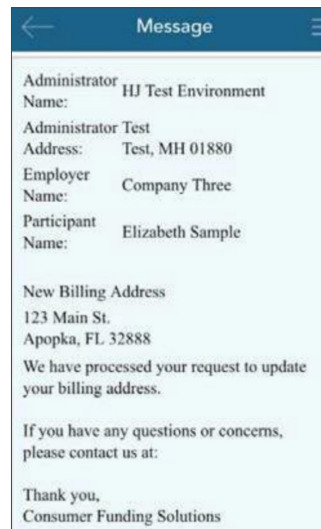 Message
Administrator Name: HJ Test Environment
Administrator Address: Test
Test, MH 01880
Employer Name: Company Three
Participant Name: Elizabeth Sample
New Billing Address
123 Main St.
Apopka, FL 32888
We have processed your request to update
your billing address.
If you have any questions or concerns,
please contact us at:
Thank you,
Consumer Funding Solutions